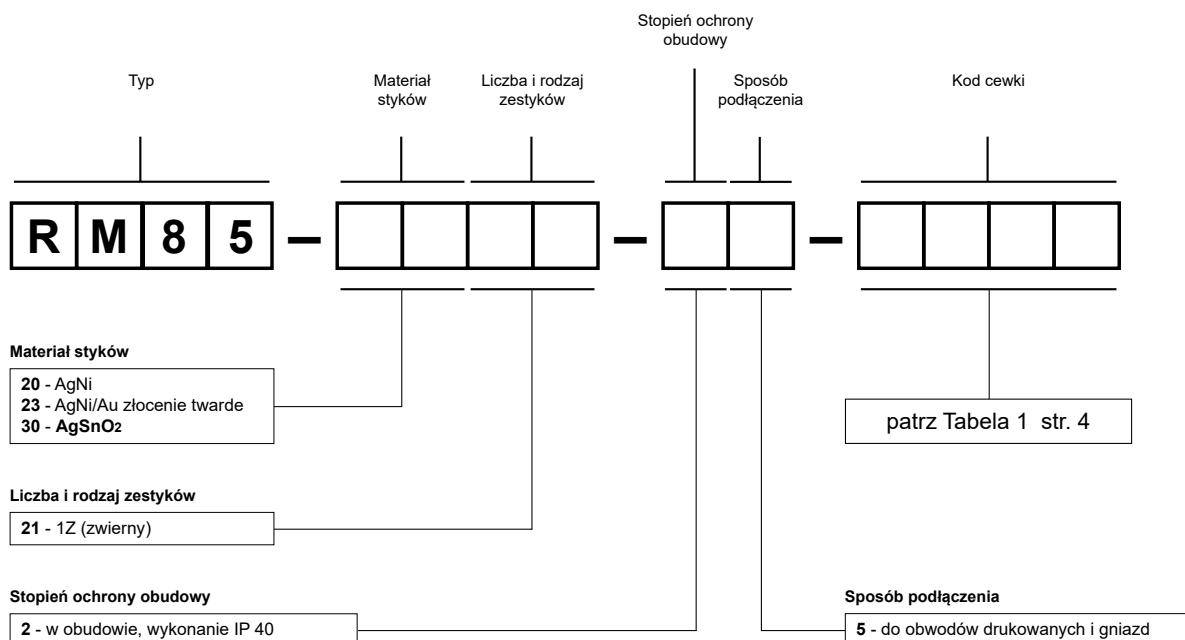 Stopień ochrony
obudowy
Typ
Materiał
styków
Liczba i rodzaj
zestyków
Sposób
podłączenia
Kod cewki
R M 8 5 – –  –
Materiał styków
20 - AgNi
23 - AgNi/Au złocenie twarde
30 - AgSnO2
patrz Tabela 1 str. 4
Liczba i rodzaj zestyków
21 - 1Z (zwierny)
Stopień ochrony obudowy
2 - w obudowie, wykonanie IP 40
Sposób podłączenia
5 - do obwodów drukowanych i gniazd